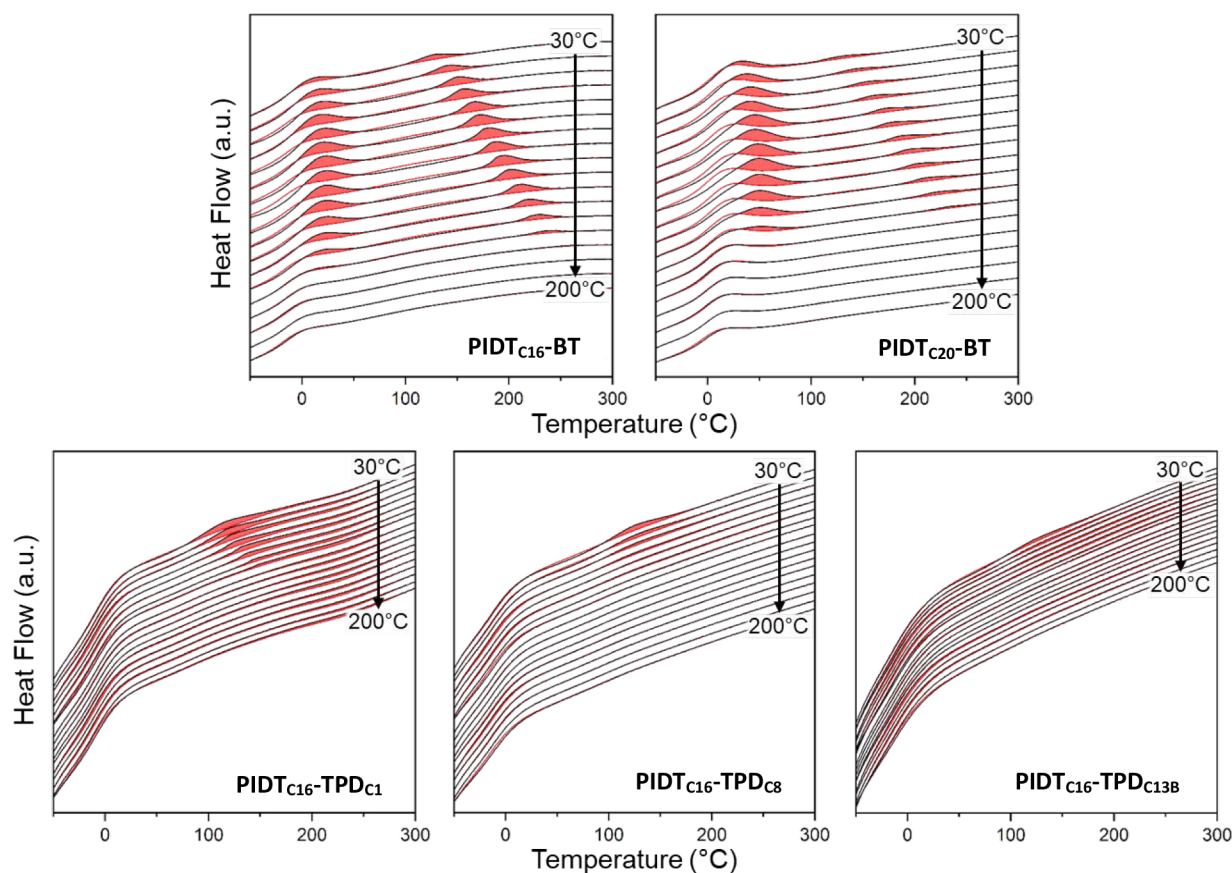 Heat Flow (a.u.)
30°C
200°C
PIDTC16-BT
0 100 200 300
30°C
200°C
PIDTC20-BT
0 100 200 300
Temperature (°C)
Heat Flow (a.u.)
30°C
200°C
PIDTC16-TPDC1
0 100 200 300
30°C
200°C
PIDTC16-TPDC8
0 100 200 300
30°C
200°C
PIDTC16-TPDC13B
0 100 200 300
Temperature (°C)